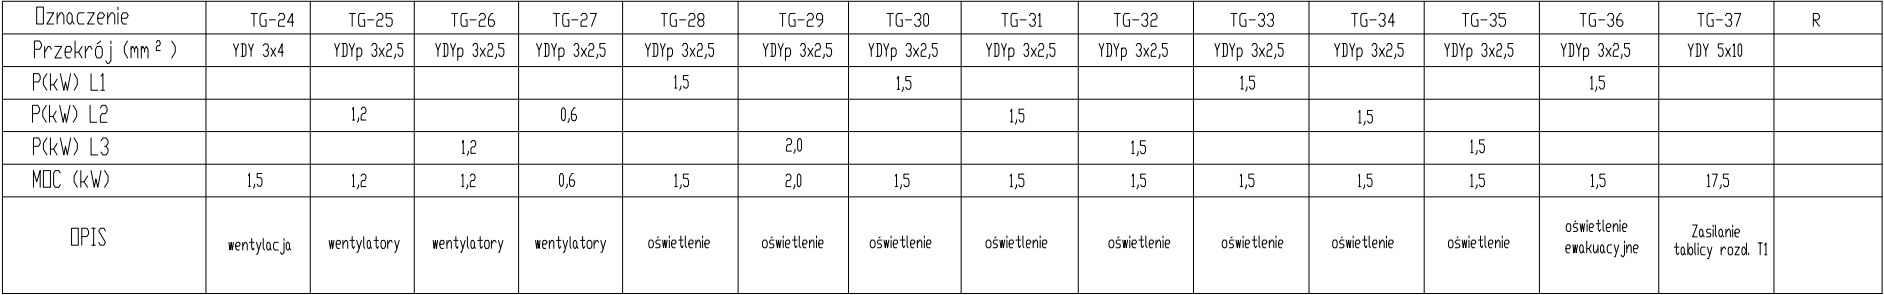 Oznaczenie TG-24 TG-25 TG-26 TG-27 TG-28 TG-29 TG-30 TG-31 TG-32 TG-33 TG-34 TG-35 TG-36 TG-37 R
Przekrój (mm²) YDY 3x4 YDYp 3x2,5 YDYp 3x2,5 YDYp 3x2,5 YDYp 3x2,5 YDYp 3x2,5 YDYp 3x2,5 YDYp 3x2,5 YDYp 3x2,5 YDYp 3x2,5 YDYp 3x2,5 YDYp 3x2,5 YDYp 3x2,5 YDY 5x10
P(kW) L1 1,5 1,5 1,5 1,5
P(kW) L2 1,2 0,6 1,5 1,5
P(kW) L3 1,2 2,0 1,5 1,5
MOC (kW) 1,5 1,2 1,2 0,6 1,5 2,0 1,5 1,5 1,5 1,5 1,5 1,5 1,5 17,5
OPIS wentylacja wentylatory wentylatory wentylatory oświetlenie oświetlenie oświetlenie oświetlenie oświetlenie oświetlenie oświetlenie oświetlenie oświetlenie
ewakuacyjne Zasilanie
tablicy rozd. T1